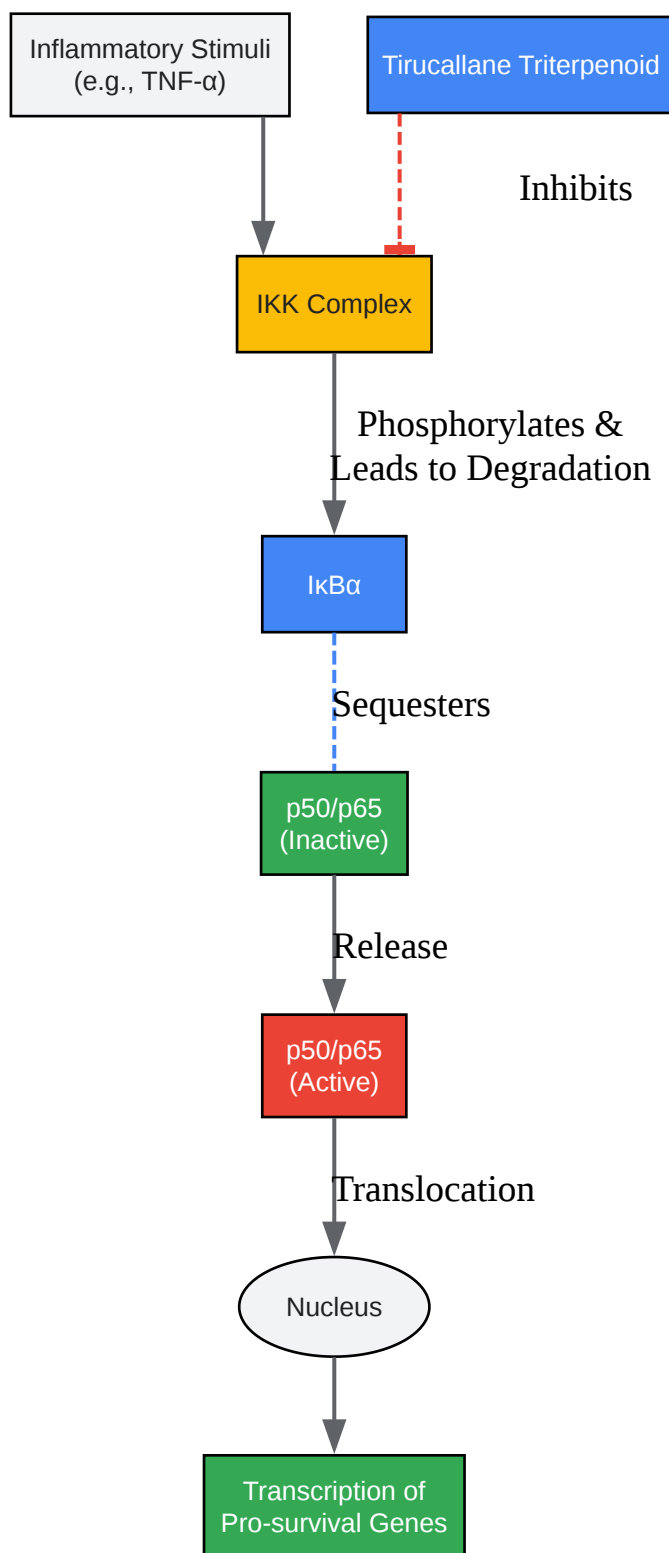 Inflammatory Stimuli
(e.g., TNF-α)
Tirucallane Triterpenoid
Inhibits
IKK Complex
Phosphorylates &
Leads to Degradation
IκBα
Sequesters
p50/p65
(Inactive)
Release
p50/p65
(Active)
Translocation
Nucleus
Transcription of
Pro-survival Genes